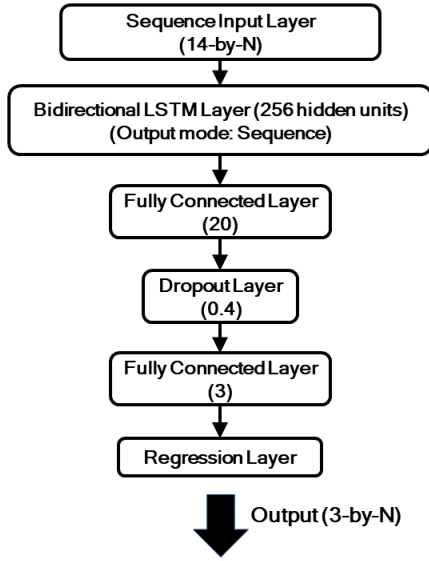 Sequence Input Layer
(14-by-N)
Bidirectional LSTM Layer (256 hidden units)
(Output mode: Sequence)
Fully Connected Layer
(20)
Dropout Layer
(0.4)
Fully Connected Layer
(3)
Regression Layer
Output (3-by-N)